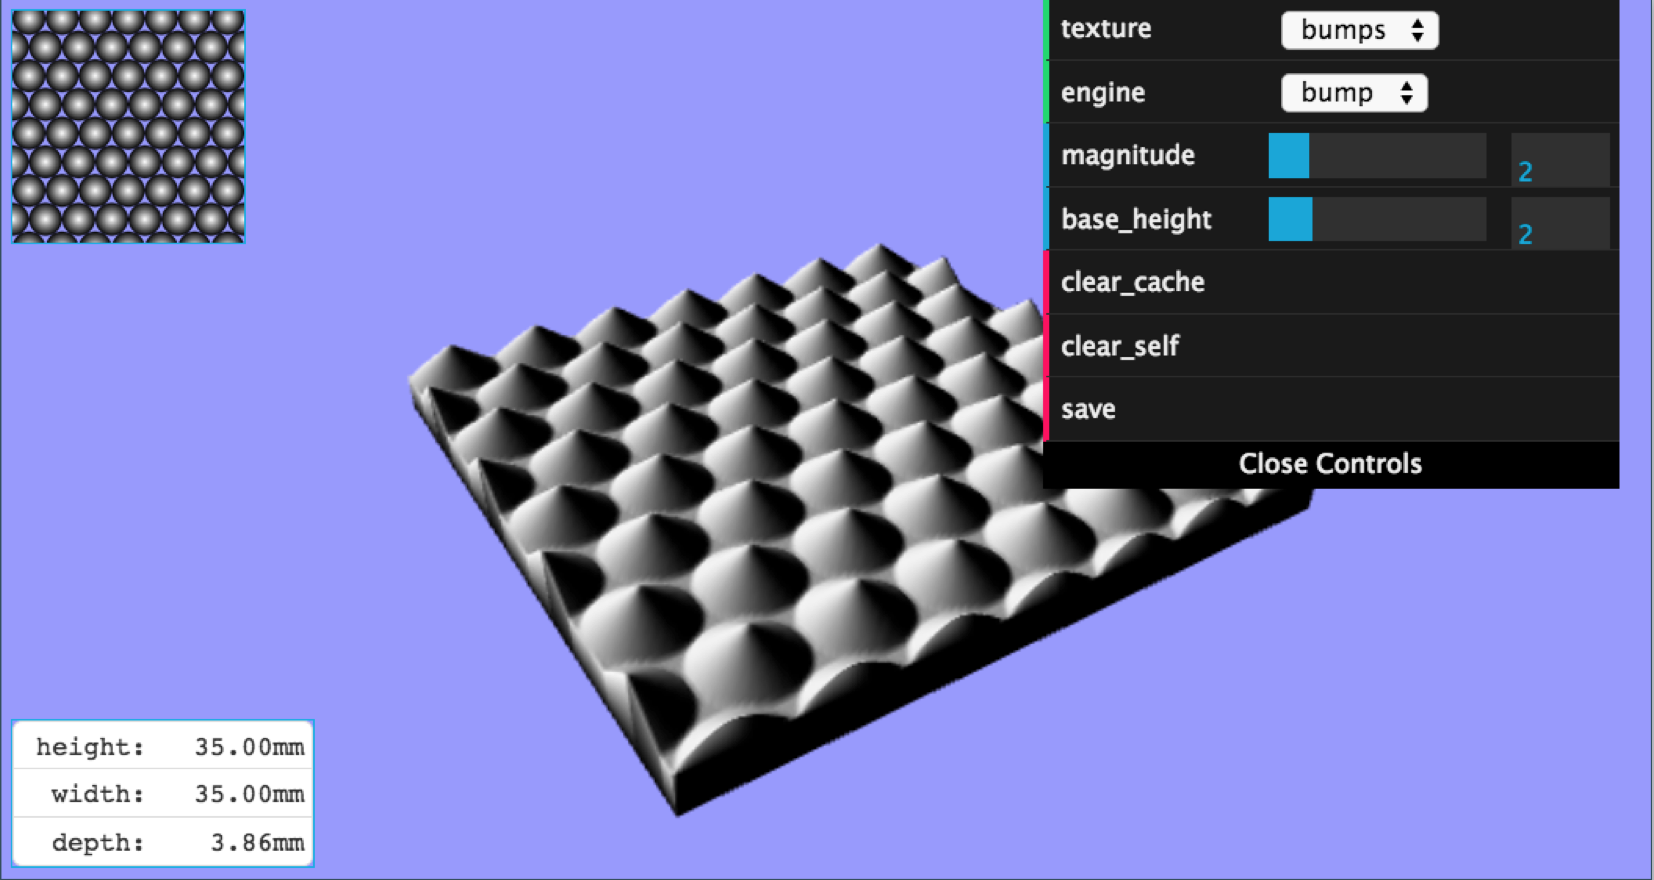 texture bumps
engine bump
magnitude 2
base_height 2
clear_cache
clear_self
save
Close Controls
height: 35.00mm
width: 35.00mm
depth: 3.86mm